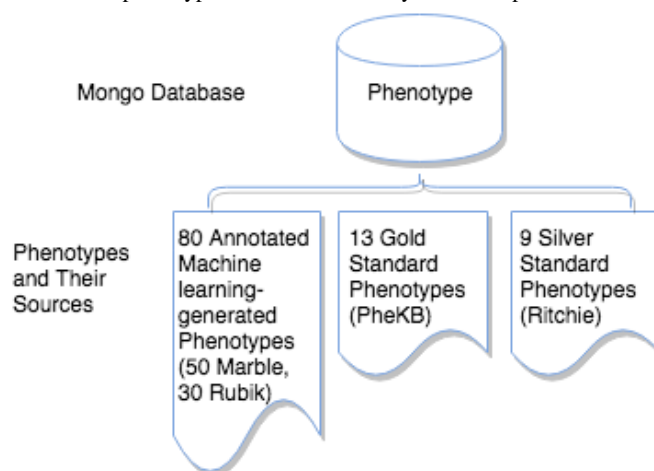 Mongo Database
Phenotype
Phenotypes
and Their
Sources
80 Annotated
Machine
learning-
generated
Phenotypes
(50 Marble,
30 Rubik)
13 Gold
Standard
Phenotypes
(PheKB)
9 Silver
Standard
Phenotypes
(Ritchie)